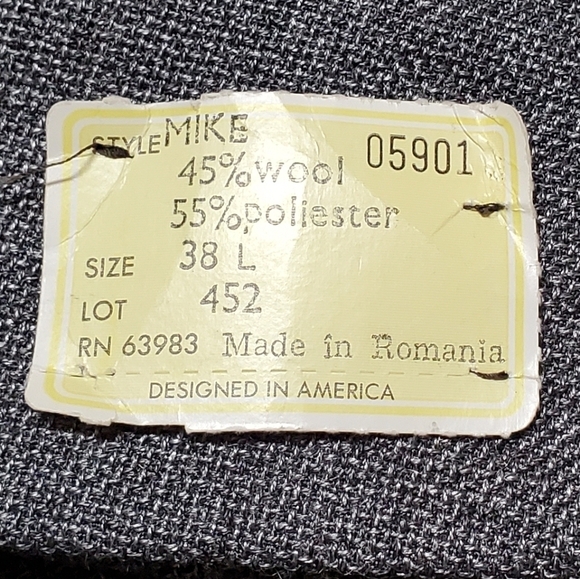 STYLE MIKE 05901
45% wool
55% poliester
SIZE 38 L
LOT 452
RN 63983 Made în Romania
DESIGNED IN AMERICA